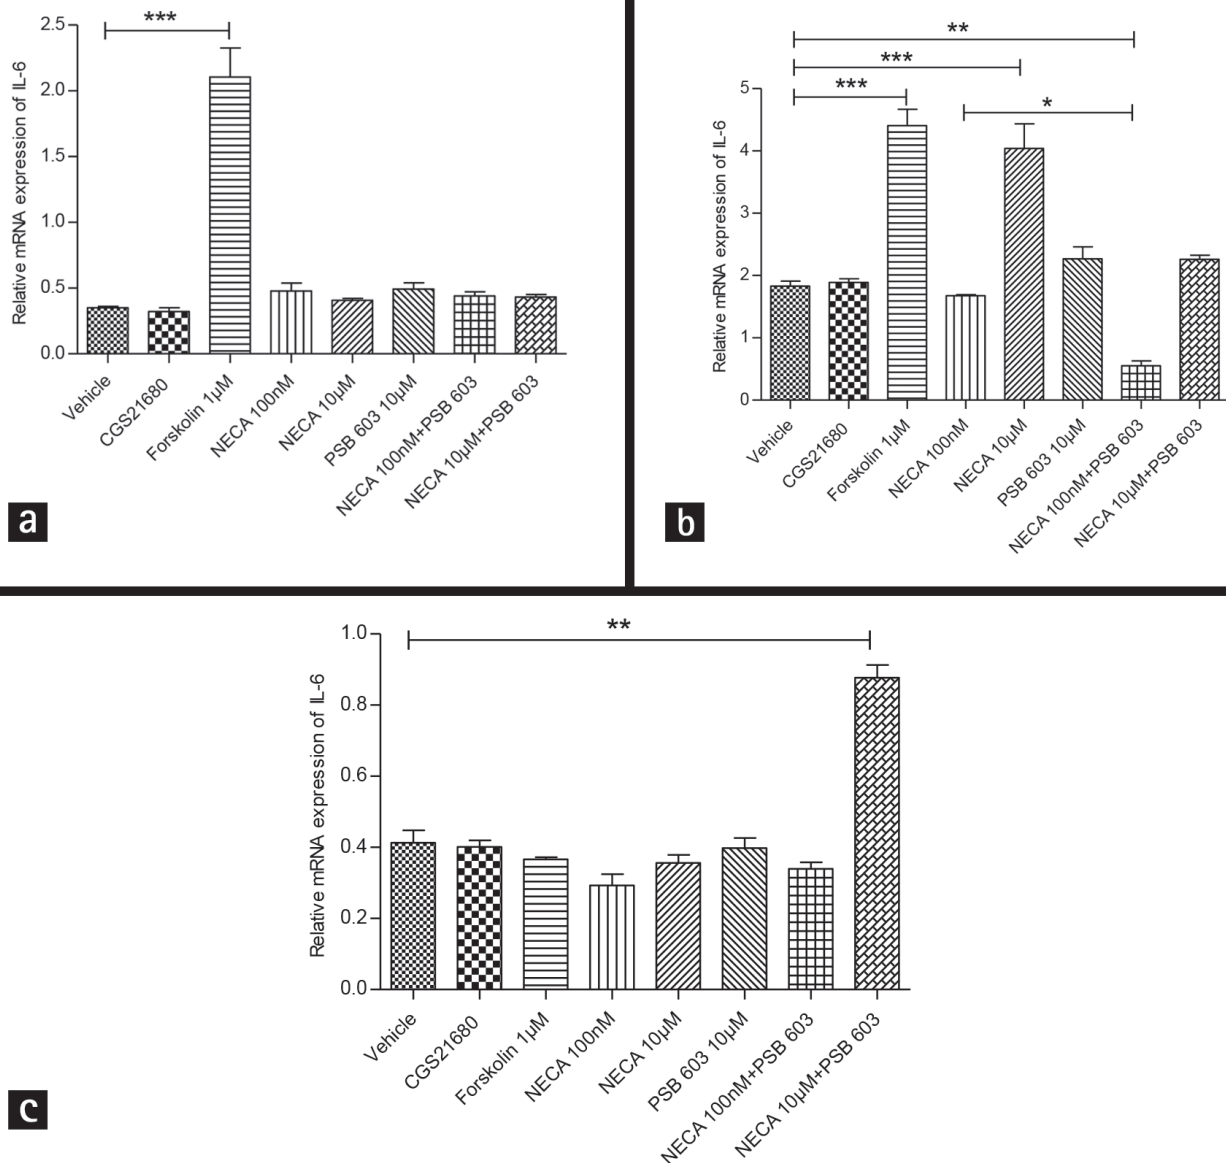 ***
2.5
2.0
1.5
1.0
0.5
0.0
Relative mRNA expression of IL-6
Vehicle
CGS21680
Forskolin 1µM
NECA 100nM
NECA 10µM
PSB 603 10µM
NECA 100nM+PSB 603
NECA 10µM+PSB 603
a
**
***
***
*
5
4
3
2
1
0
Relative mRNA expression of IL-6
Vehicle
CGS21680
Forskolin 1µM
NECA 100nM
NECA 10µM
PSB 603 10µM
NECA 100nM+PSB 603
NECA 10µM+PSB 603
b
**
1.0
0.8
0.6
0.4
0.2
0.0
Relative mRNA expression of IL-6
Vehicle
CGS21680
Forskolin 1µM
NECA 100nM
NECA 10µM
PSB 603 10µM
NECA 100nM+PSB 603
NECA 10µM+PSB 603
c